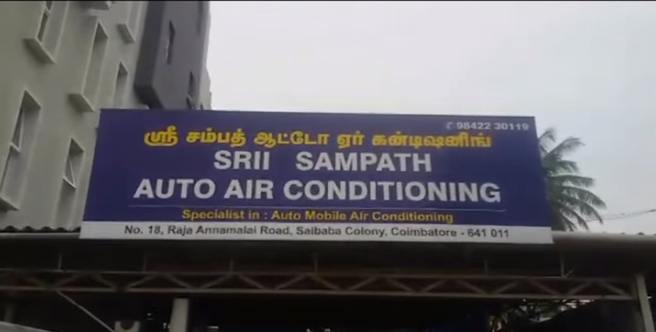 ✆ 98422 30119
ஸ்ரீ சம்பத் ஆட்டோ ஏர் கன்டிஷனிங்
SRII SAMPATH
AUTO AIR CONDITIONING
Specialist in : Auto Mobile Air Conditioning
No. 18, Raja Annamalai Road, Saibaba Colony, Coimbatore - 641 011